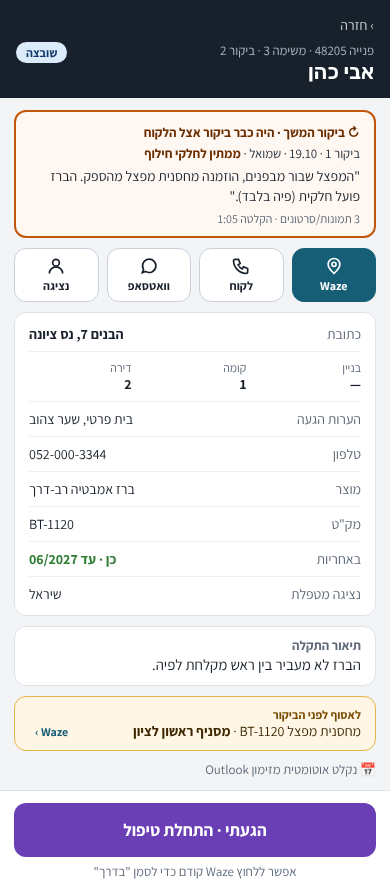 ‹ חזרה
פנייה 48205 · משימה 3 · ביקור 2
אבי כהן
שובצה
↻ ביקור המשך · היה כבר ביקור אצל הלקוח
ביקור 1 · 19.10 · שמואל · ממתין לחלקי חילוף
"המפצל שבור מבפנים, הוזמנה מחסנית מפצל מהספק. הברז
פועל חלקית (פיה בלבד)."
3 תמונות/סרטונים · הקלטה 1:05
Waze
לקוח
וואטסאפ
נציגה
כתובת הבנים 7, נס ציונה
בניין קומה דירה
— 1 2
הערות הגעה בית פרטי, שער צהוב
טלפון 052-000-3344
מוצר ברז אמבטיה רב-דרך
מק"ט BT-1120
באחריות כן · עד 06/2027
נציגה מטפלת שיראל
תיאור התקלה
הברז לא מעביר בין ראש מקלחת לפיה.
לאסוף לפני הביקור
מחסנית מפצל BT-1120 · מסניף ראשון לציון Waze ›
📅 נקלט אוטומטית מזימון Outlook
הגעתי · התחלת טיפול
אפשר ללחוץ Waze קודם כדי לסמן "בדרך"